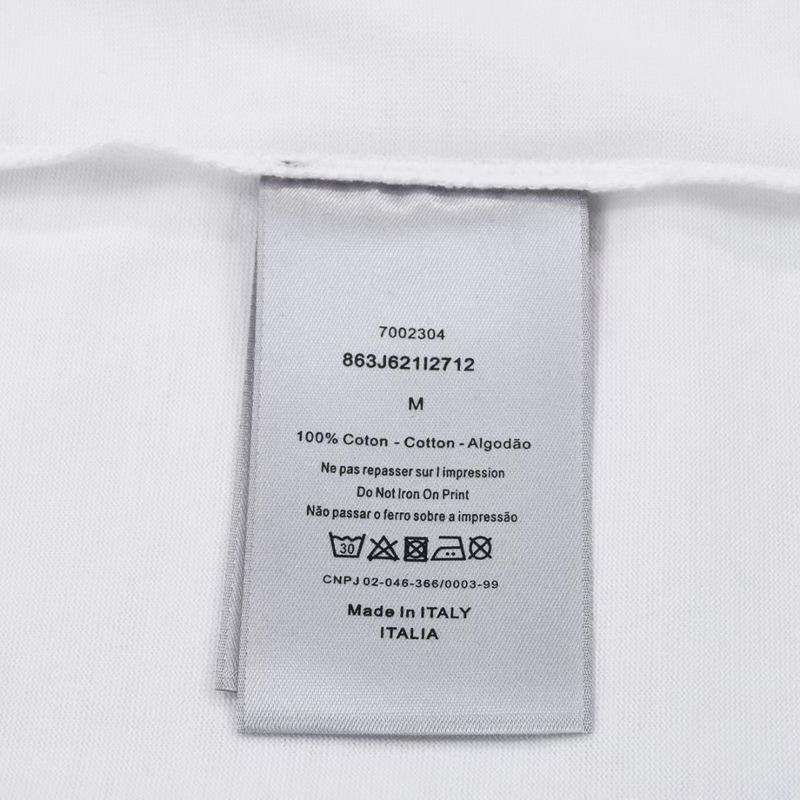 7002304
863J621I2712
M
100% Coton - Cotton - Algodão
Ne pas repasser sur l impression
Do Not Iron On Print
Não passar o ferro sobre a impressão
30
CNPJ 02-046-366/0003-99
Made In ITALY
ITALIA